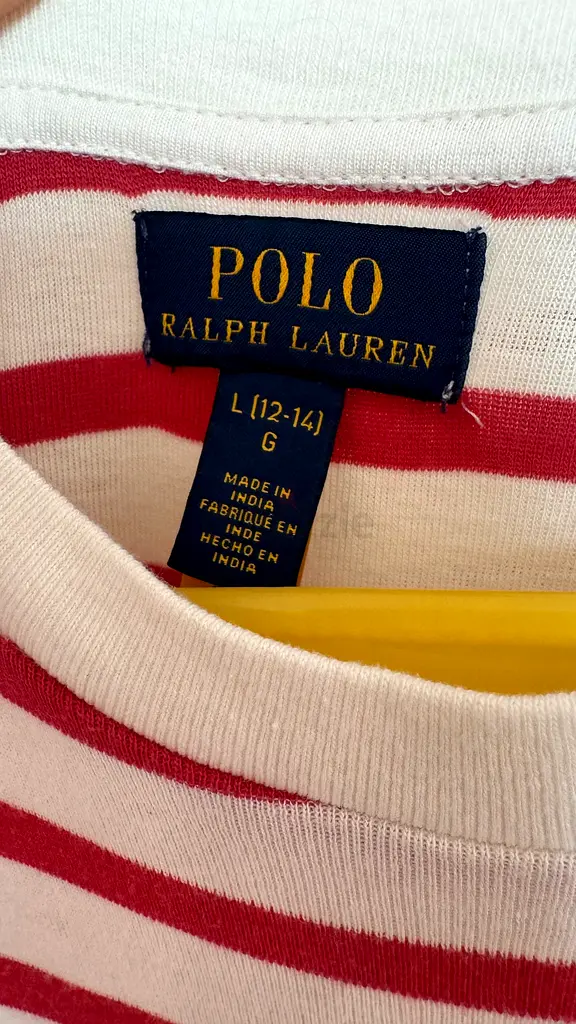 POLO
RALPH LAUREN
L (12-14)
G
MADE IN
INDIA
FABRIQUÉ EN
INDE
HECHO EN
INDIA